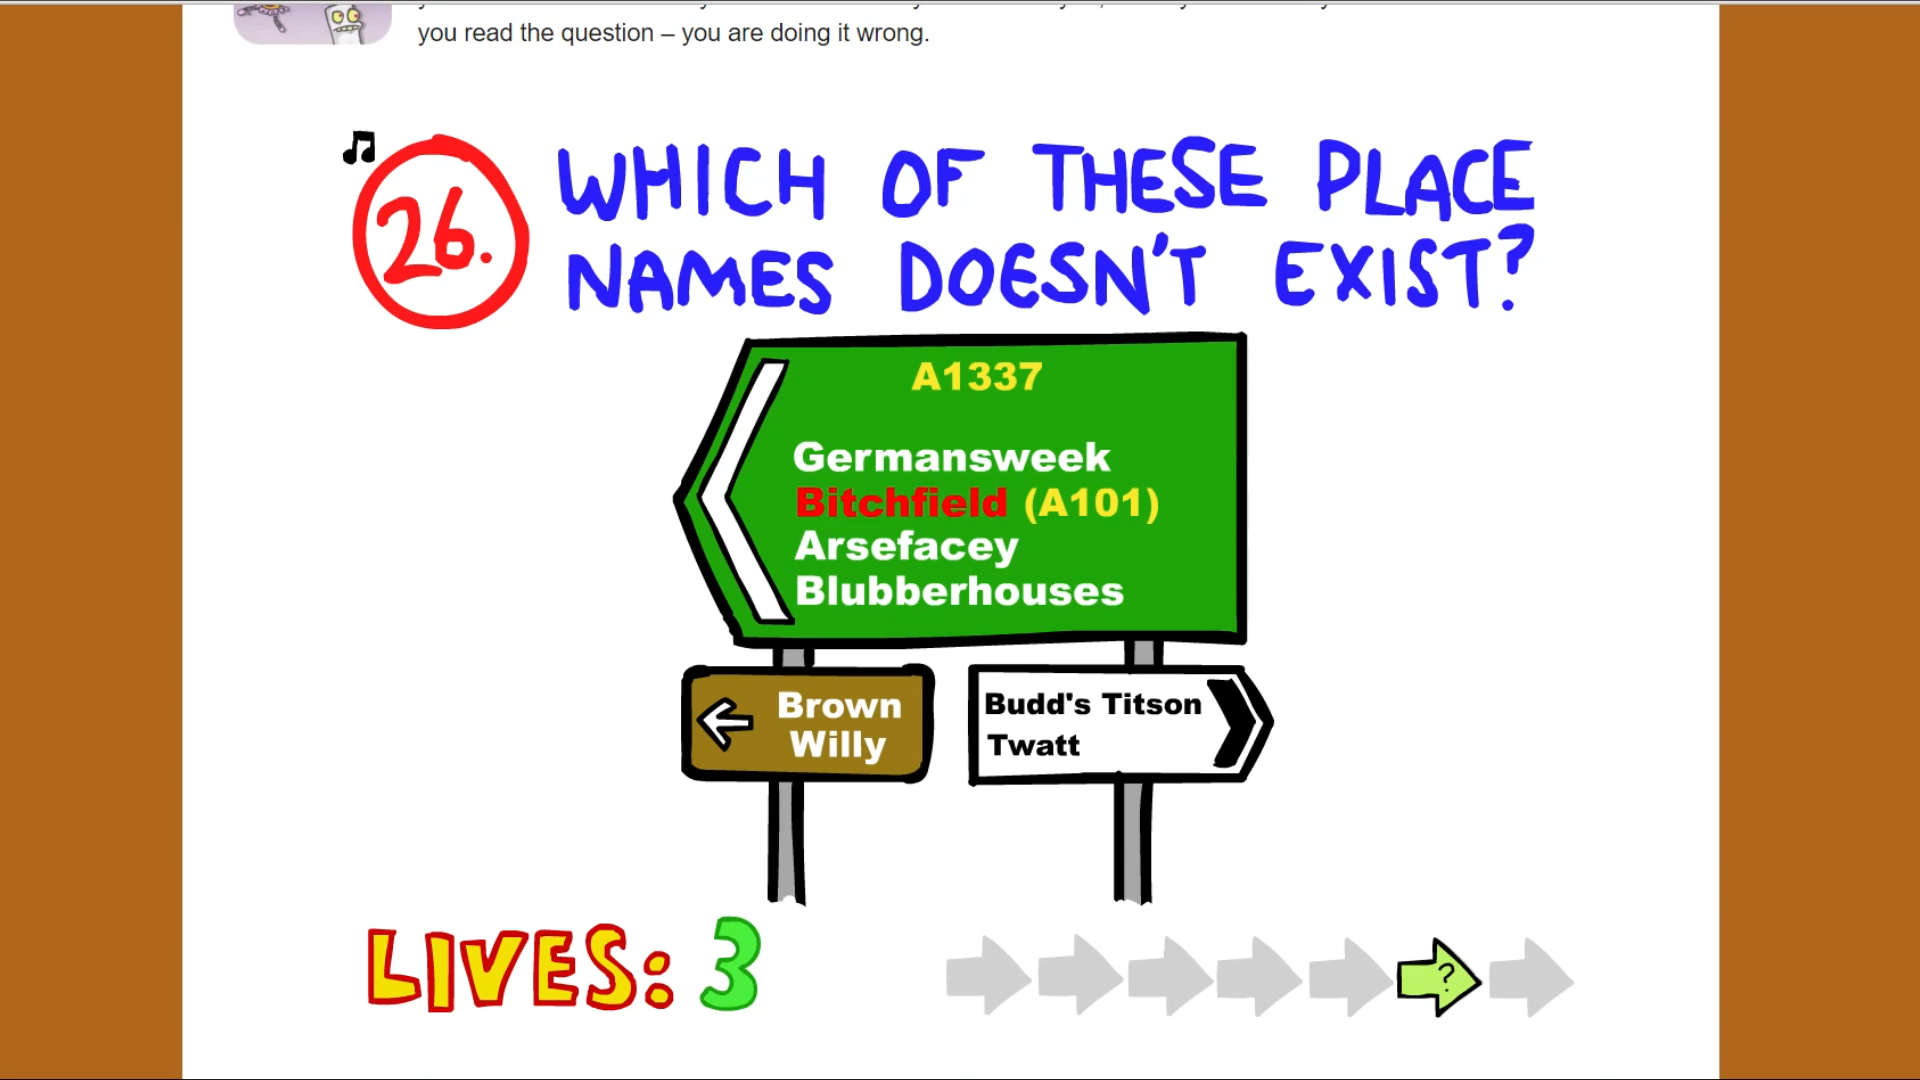 you read the question – you are doing it wrong.
26.
WHICH OF THESE PLACE
NAMES DOESN'T EXIST?
A1337
Germansweek
Bitchfield (A101)
Arsefacey
Blubberhouses
Brown
Willy
Budd's Titson
Twatt
LIVES: 3
?